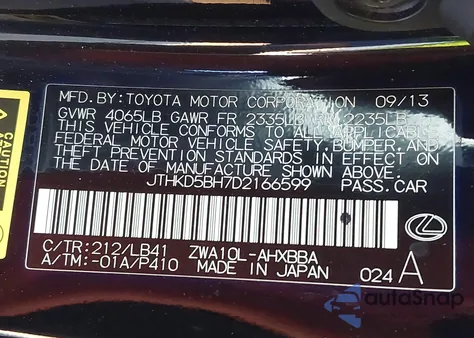 MFD. BY: TOYOTA MOTOR CORPORATION 09/13
GVWR 4065LB GAWR FR 2335LB RR 2235LB
THIS VEHICLE CONFORMS TO ALL APPLICABLE
FEDERAL MOTOR VEHICLE SAFETY, BUMPER, AND
THEFT PREVENTION STANDARDS IN EFFECT ON
THE DATE OF MANUFACTURE SHOWN ABOVE.
JTHKD5BH7D2166599 PASS.CAR
C/TR:212/LB41 ZWA10L-AHXBBA
A/TM:-01A/P410 MADE IN JAPAN 024 A
autoSnap